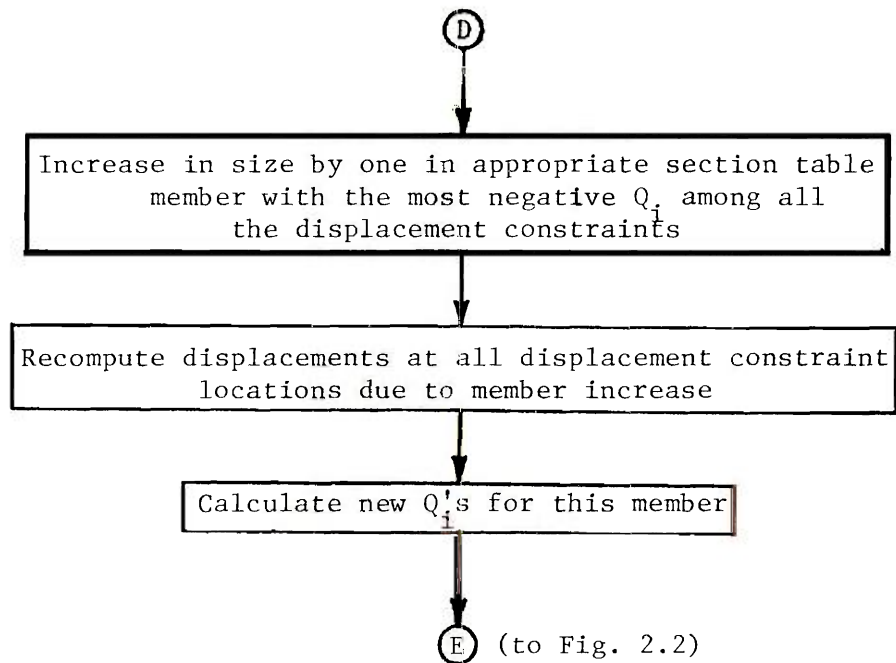 D
Increase in size by one in appropriate section table
member with the most negative Q_i among all
the displacement constraints
Recompute displacements at all displacement constraint
locations due to member increase
Calculate new Q_i's for this member
E (to Fig. 2.2)